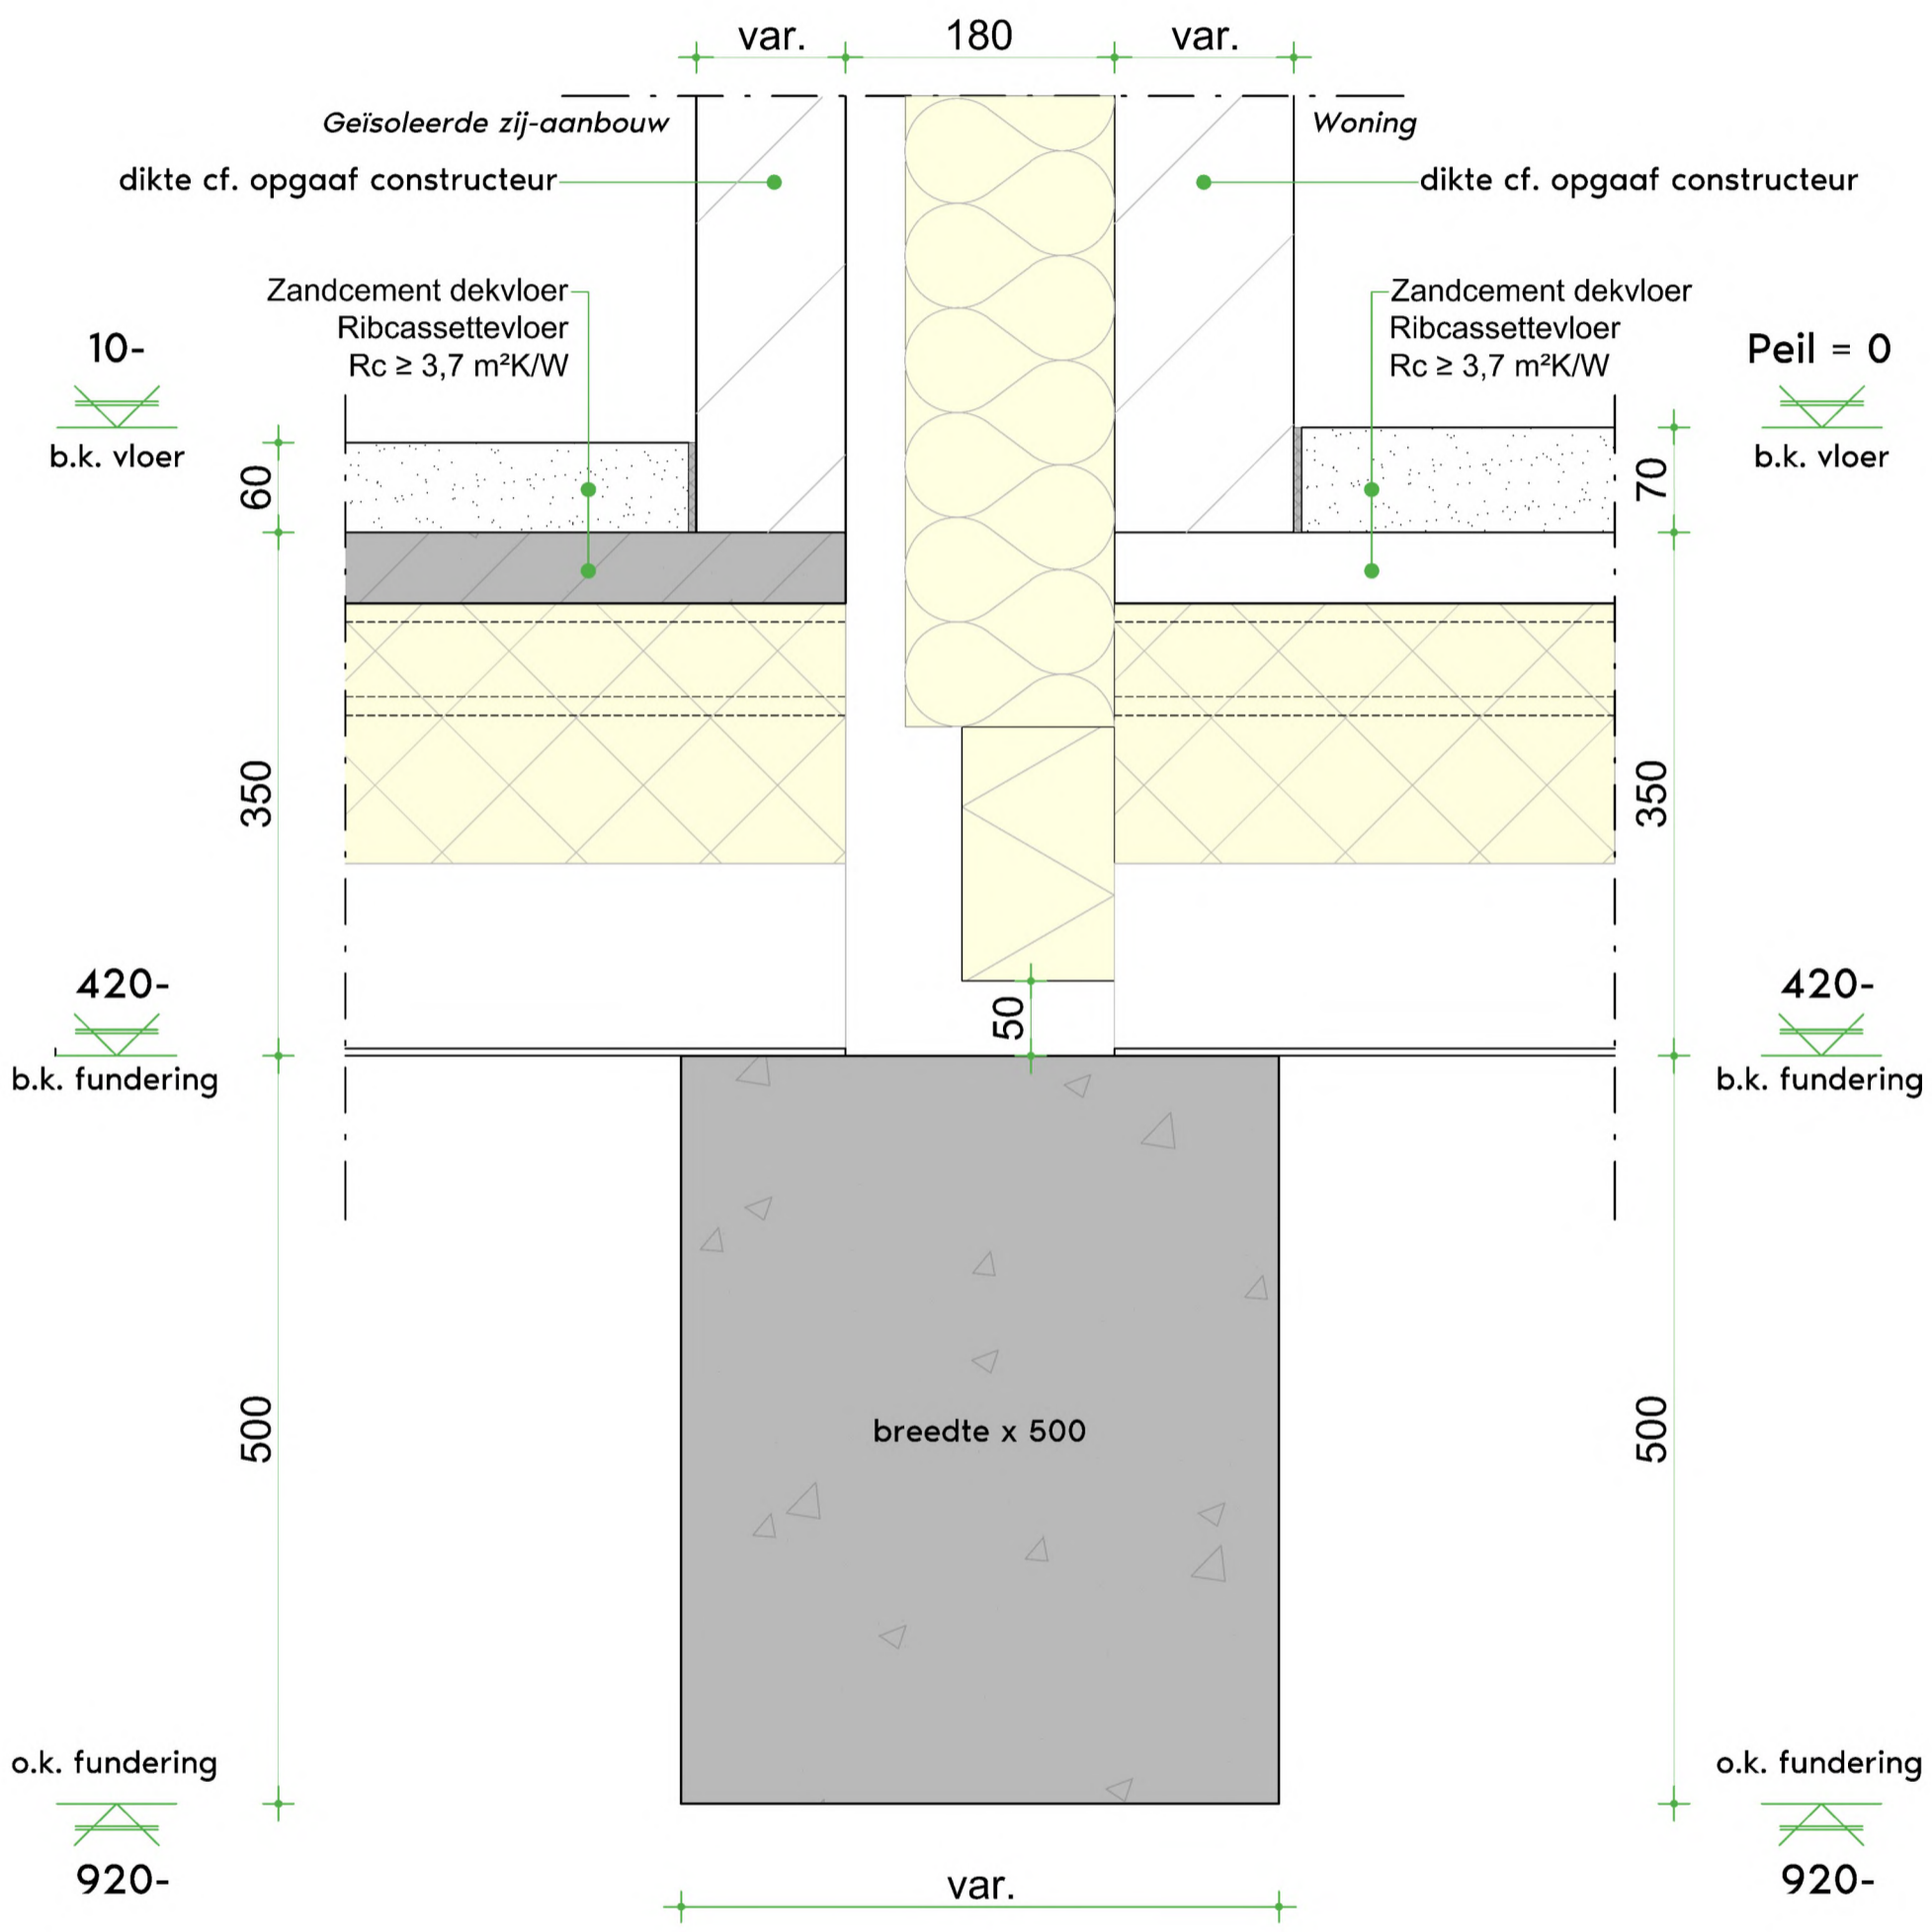 var.
180
var.
Geïsoleerde zij-aanbouw
Woning
dikte cf. opgaaf constructeur
dikte cf. opgaaf constructeur
Zandcement dekvloer
Ribcassettevloer
Rc ≥ 3,7 m²K/W
Zandcement dekvloer
Ribcassettevloer
Rc ≥ 3,7 m²K/W
10-
b.k. vloer
Peil = 0
b.k. vloer
60
70
350
350
420-
b.k. fundering
50
420-
b.k. fundering
500
breedte x 500
500
o.k. fundering
920-
o.k. fundering
920-
var.